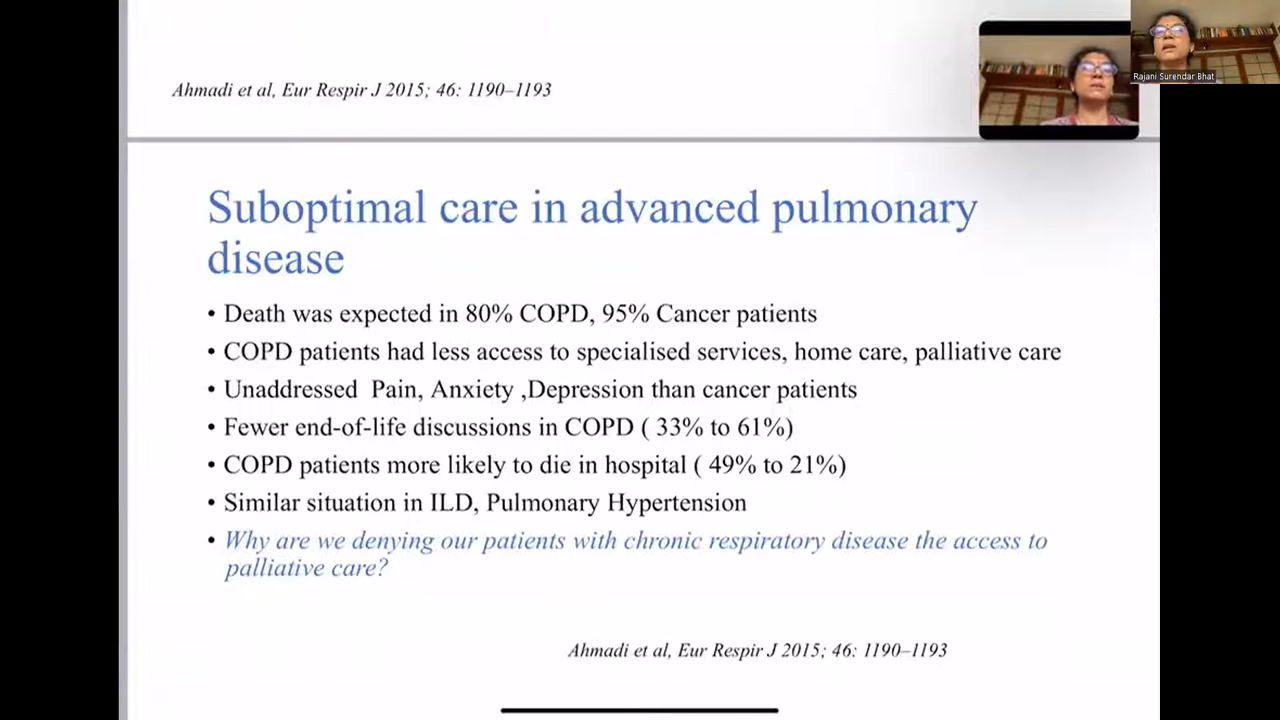 Ahmadi et al, Eur Respir J 2015; 46: 1190–1193
Rajani Surendar Bhat
Suboptimal care in advanced pulmonary
disease
• Death was expected in 80% COPD, 95% Cancer patients
• COPD patients had less access to specialised services, home care, palliative care
• Unaddressed  Pain, Anxiety ,Depression than cancer patients
• Fewer end-of-life discussions in COPD ( 33% to 61%)
• COPD patients more likely to die in hospital ( 49% to 21%)
• Similar situation in ILD, Pulmonary Hypertension
• Why are we denying our patients with chronic respiratory disease the access to
palliative care?
Ahmadi et al, Eur Respir J 2015; 46: 1190–1193